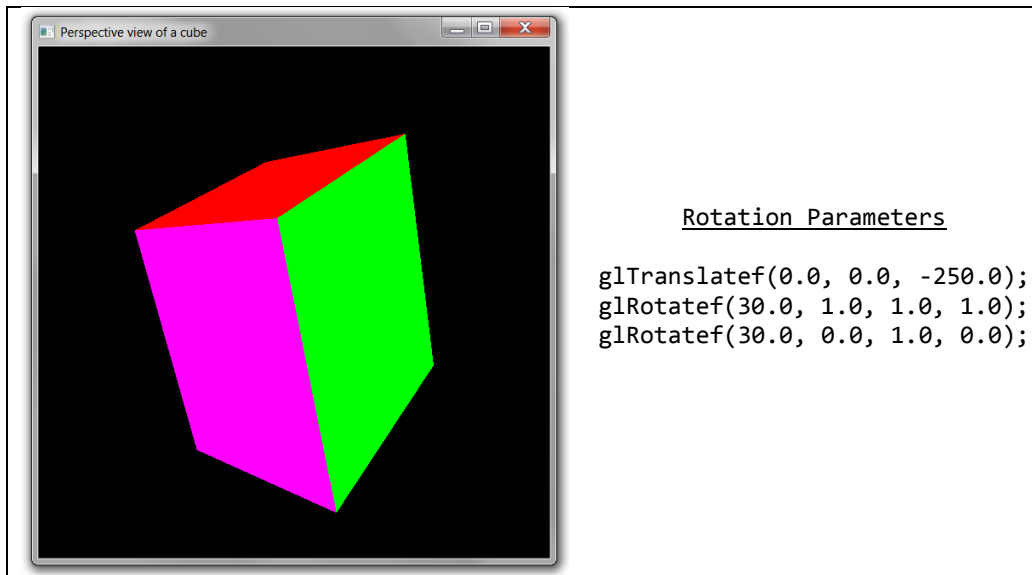 Perspective view of a cube
Rotation Parameters
glTranslatef(0.0, 0.0, -250.0);
glRotatef(30.0, 1.0, 1.0, 1.0);
glRotatef(30.0, 0.0, 1.0, 0.0);